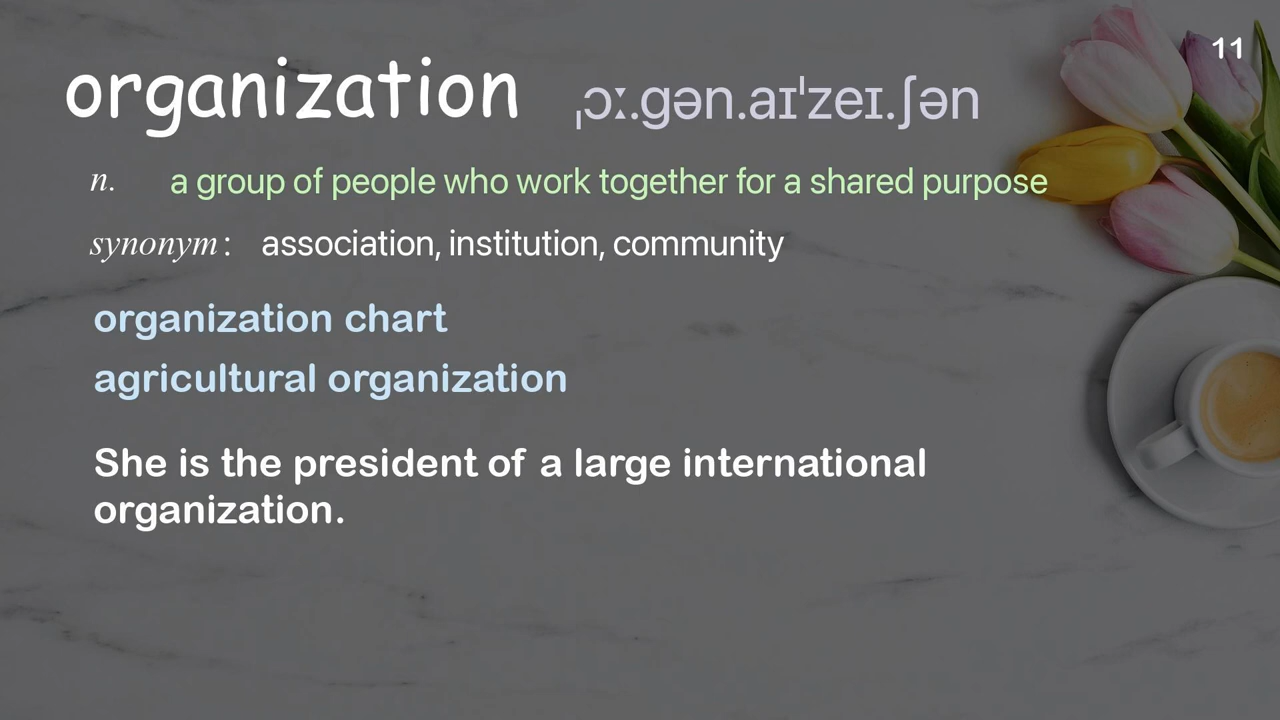 11
organization ˌɔː.gən.aɪˈzeɪ.ʃən
n. a group of people who work together for a shared purpose
synonym: association, institution, community
organization chart
agricultural organization
She is the president of a large international
organization.